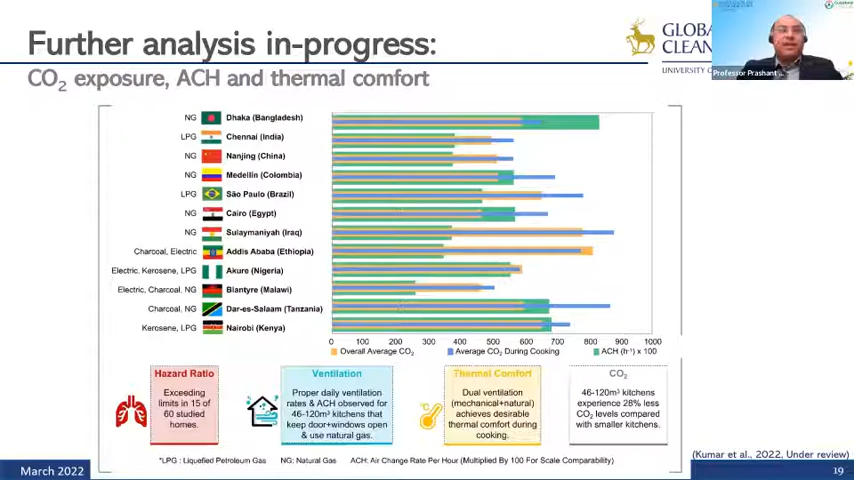 Further analysis in-progress:
CO₂ exposure, ACH and thermal comfort
GLOBAL
CLEAN
UNIVERSITY O
Professor Prashant
NG Dhaka (Bangladesh)
LPG Chennai (India)
NG Nanjing (China)
NG Medellín (Colombia)
LPG São Paulo (Brazil)
NG Cairo (Egypt)
NG Sulaymaniyah (Iraq)
Charcoal, Electric Addis Ababa (Ethiopia)
Electric, Kerosene, LPG Akure (Nigeria)
Electric, Charcoal, NG Blantyre (Malawi)
Charcoal, NG Dar-es-Salaam (Tanzania)
Kerosene, LPG Nairobi (Kenya)
0 100 200 300 400 500 600 700 800 900 1000
Overall Average CO₂ Average CO₂ During Cooking ACH (h⁻¹) x 100
Hazard Ratio
Exceeding
limits in 15 of
60 studied
homes.
Ventilation
Proper daily ventilation
rates & ACH observed for
46-120m³ kitchens that
keep door+windows open
& use natural gas.
Thermal Comfort
Dual ventilation
(mechanical+natural)
achieves desirable
thermal comfort during
cooking.
CO₂
46-120m³ kitchens
experience 28% less
CO₂ levels compared
with smaller kitchens.
*LPG : Liquefied Petroleum Gas NG: Natural Gas ACH: Air Change Rate Per Hour (Multiplied By 100 For Scale Comparability)
(Kumar et al., 2022, Under review)
March 2022
19